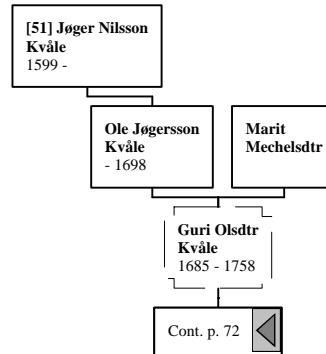 [51] Jøger Nilsson
Kvåle
1599 -
Ole Jøgersson
Kvåle
- 1698
Marit
Mechelsdtr
Guri Olsdtr
Kvåle
1685 - 1758
Cont. p. 72